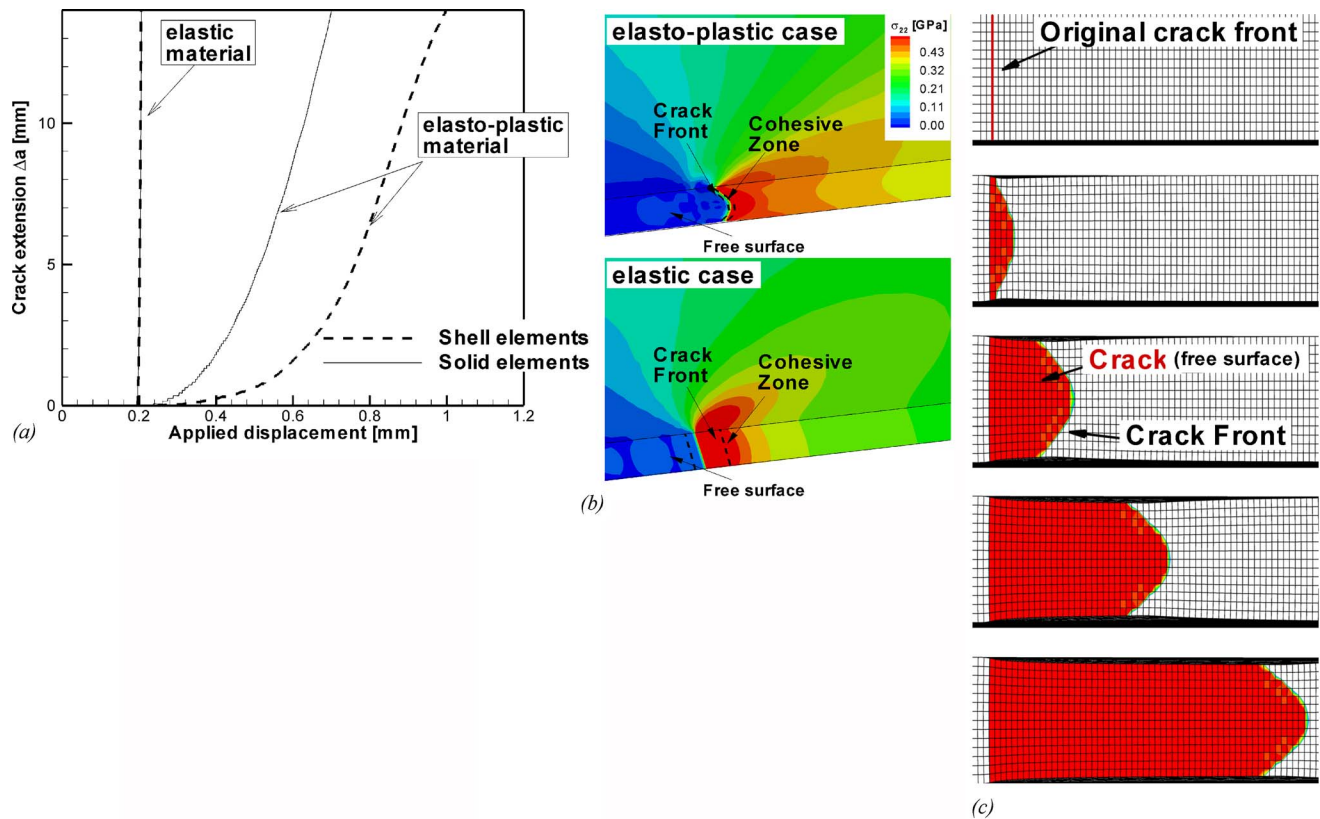 elastic
material
elasto-plastic
material
Crack extension Δa [mm]
10
5
0
0
0.2
0.4
0.6
0.8
1
1.2
Shell elements
Solid elements
Applied displacement [mm]
(a)
elasto-plastic case
σ22 [GPa]
0.43
0.32
0.21
0.11
0.00
Crack
Front
Cohesive
Zone
Free surface
elastic case
Crack
Front
Cohesive
Zone
Free surface
(b)
Original crack front
Crack (free surface)
Crack Front
(c)